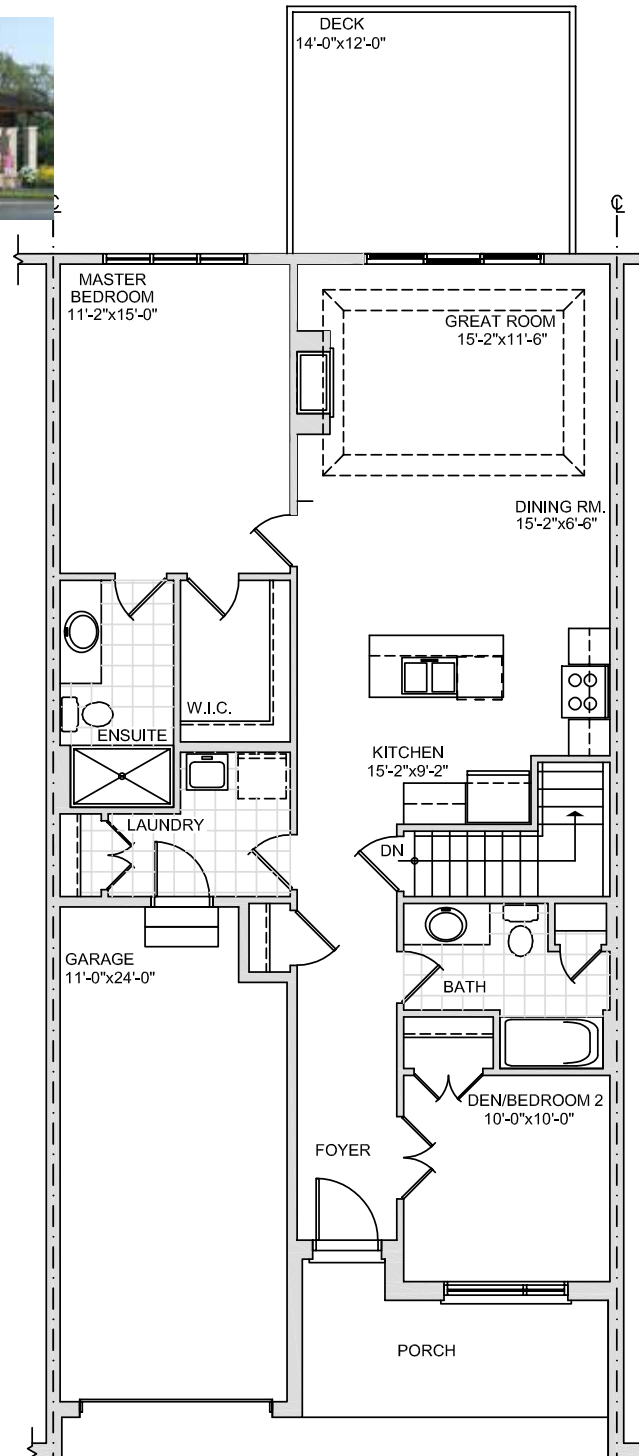 DECK
14'-0"x12'-0"
℄
℄
MASTER
BEDROOM
11'-2"x15'-0"
GREAT ROOM
15'-2"x11'-6"
DINING RM.
15'-2"x6'-6"
W.I.C.
ENSUITE
KITCHEN
15'-2"x9'-2"
LAUNDRY
DN
GARAGE
11'-0"x24'-0"
BATH
DEN/BEDROOM 2
10'-0"x10'-0"
FOYER
PORCH